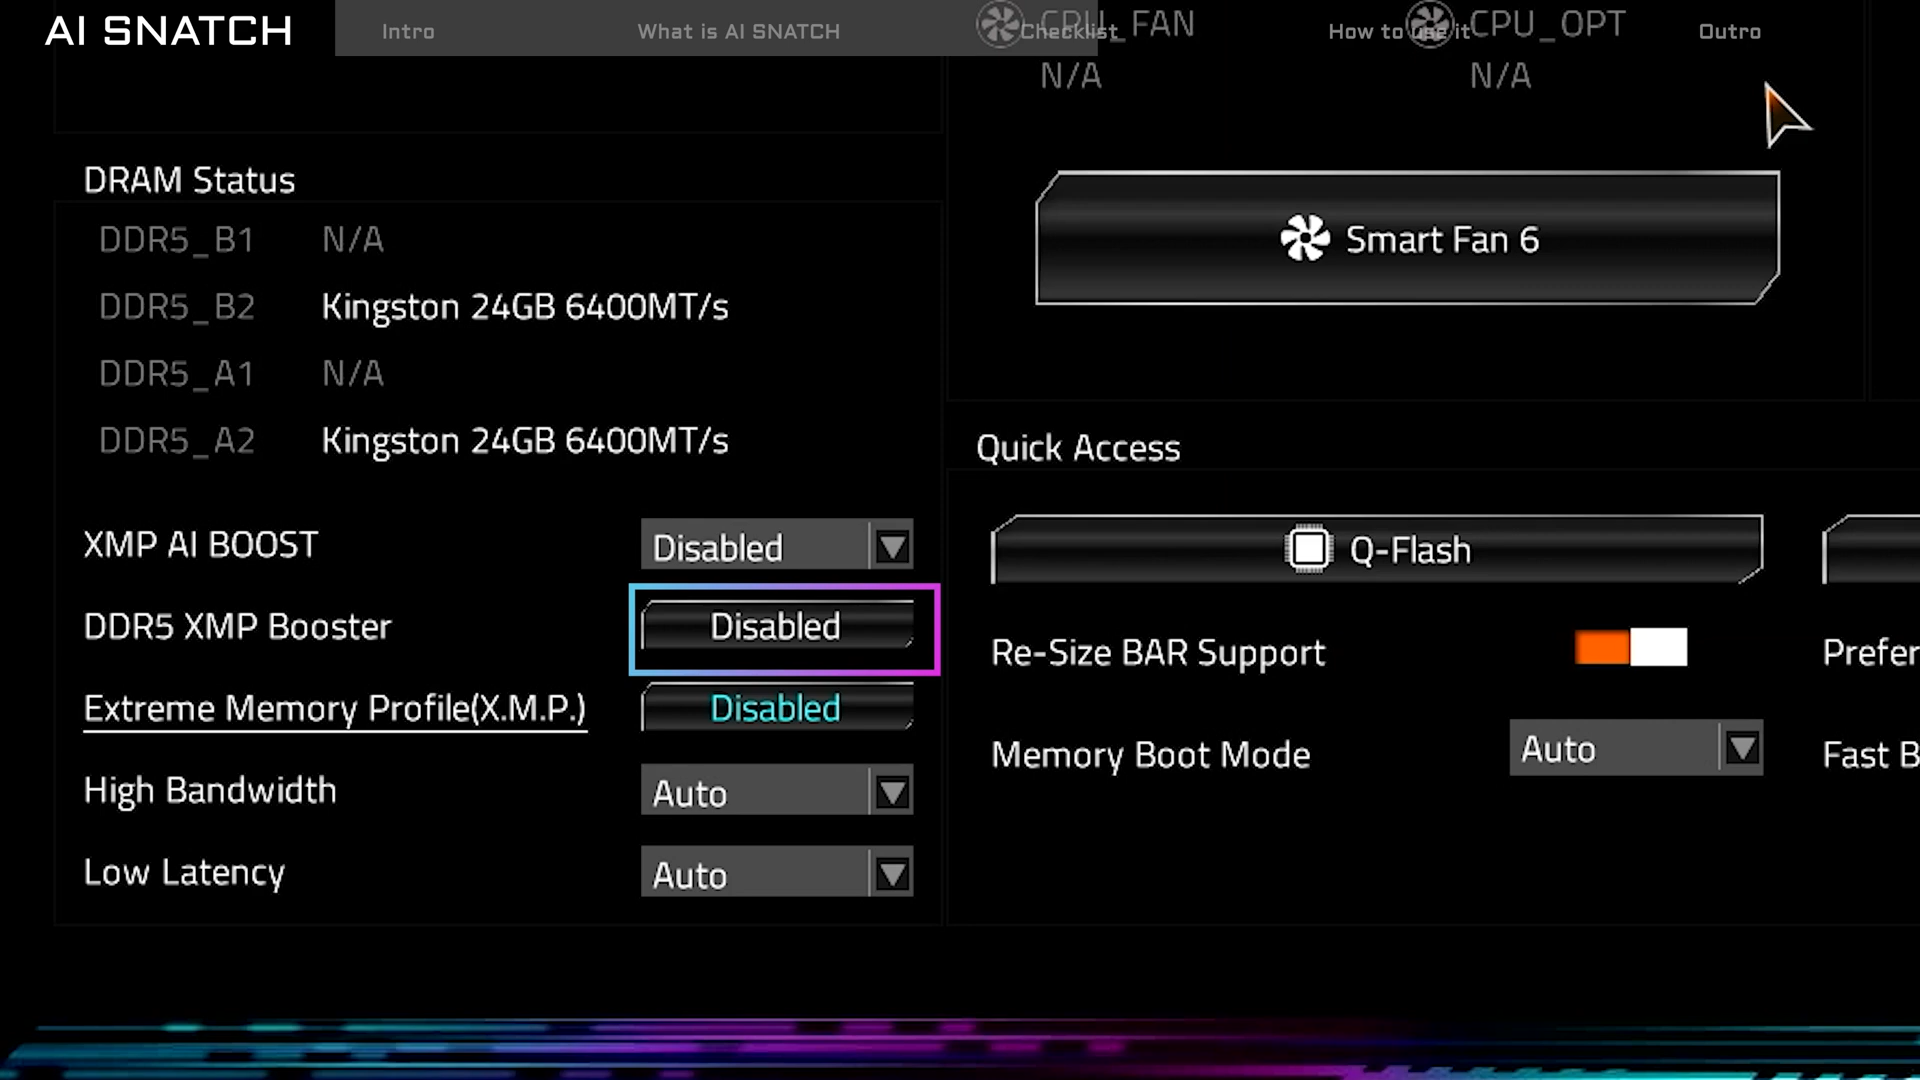 AI SNATCH
Intro
What is AI SNATCH
Checklist
How to use it
Outro
CPU_FAN
N/A
CPU_OPT
N/A
DRAM Status
DDR5_B1 N/A
DDR5_B2 Kingston 24GB 6400MT/s
DDR5_A1 N/A
DDR5_A2 Kingston 24GB 6400MT/s
XMP AI BOOST Disabled
DDR5 XMP Booster Disabled
Extreme Memory Profile(X.M.P.) Disabled
High Bandwidth Auto
Low Latency Auto
Smart Fan 6
Quick Access
Q-Flash
Re-Size BAR Support
Prefer
Memory Boot Mode Auto
Fast B